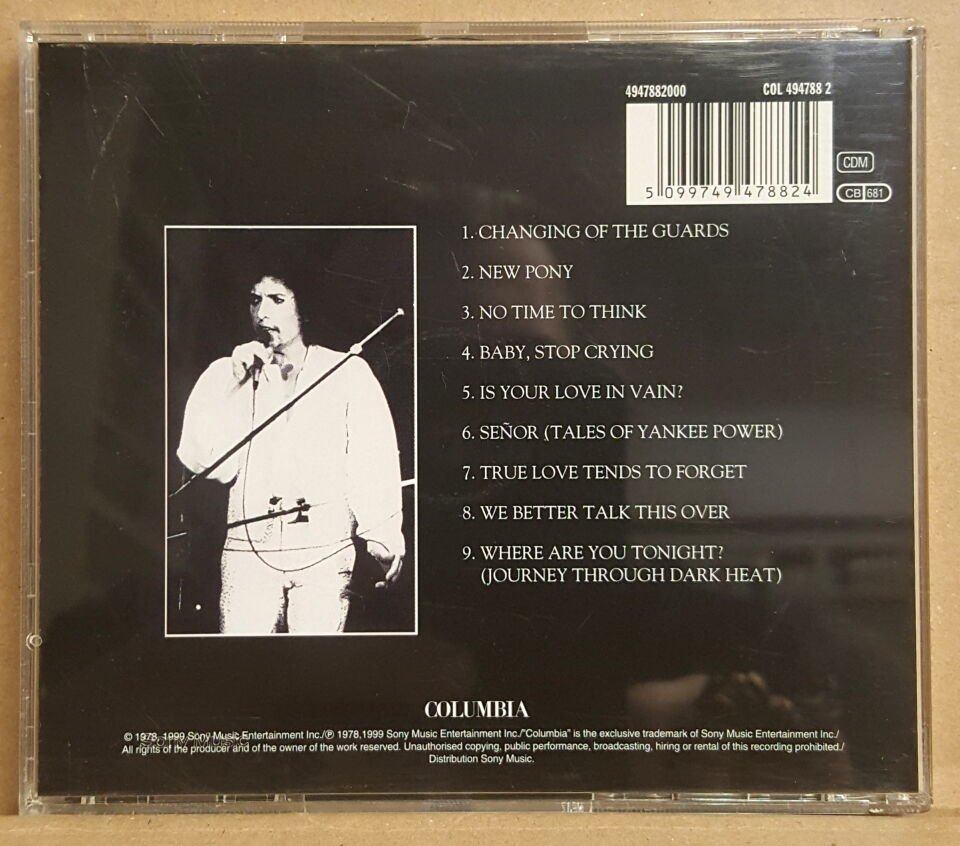 4947882000 COL 494788 2
5 099749 478824
CDM
CB 681
1. CHANGING OF THE GUARDS
2. NEW PONY
3. NO TIME TO THINK
4. BABY, STOP CRYING
5. IS YOUR LOVE IN VAIN?
6. SEÑOR (TALES OF YANKEE POWER)
7. TRUE LOVE TENDS TO FORGET
8. WE BETTER TALK THIS OVER
9. WHERE ARE YOU TONIGHT?
(JOURNEY THROUGH DARK HEAT)
COLUMBIA
© 1978, 1999 Sony Music Entertainment Inc./℗ 1978,1999 Sony Music Entertainment Inc./"Columbia" is the exclusive trademark of Sony Music Entertainment Inc./
All rights of the producer and of the owner of the work reserved. Unauthorised copying, public performance, broadcasting, hiring or rental of this recording prohibited./
Distribution Sony Music.